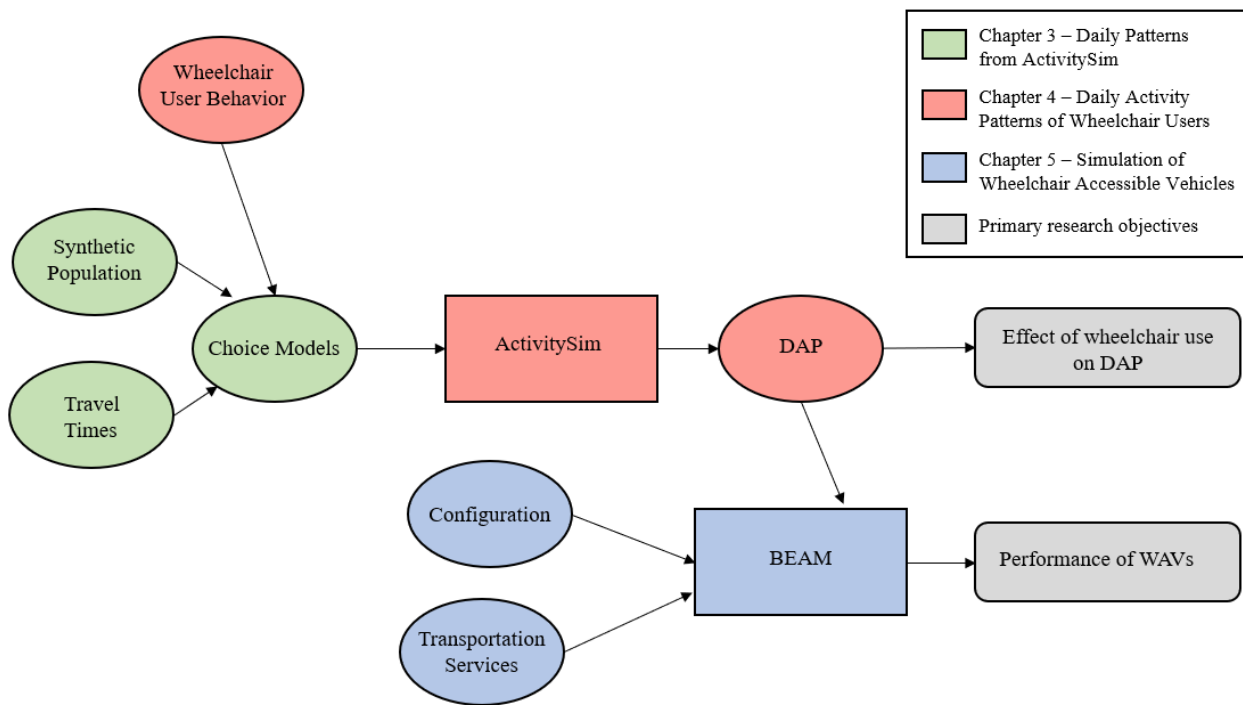 Wheelchair
User Behavior
Synthetic
Population
Travel
Times
Choice Models
ActivitySim
DAP
Effect of wheelchair use
on DAP
Configuration
Transportation
Services
BEAM
Performance of WAVs
Chapter 3 – Daily Patterns
from ActivitySim
Chapter 4 – Daily Activity
Patterns of Wheelchair Users
Chapter 5 – Simulation of
Wheelchair Accessible Vehicles
Primary research objectives